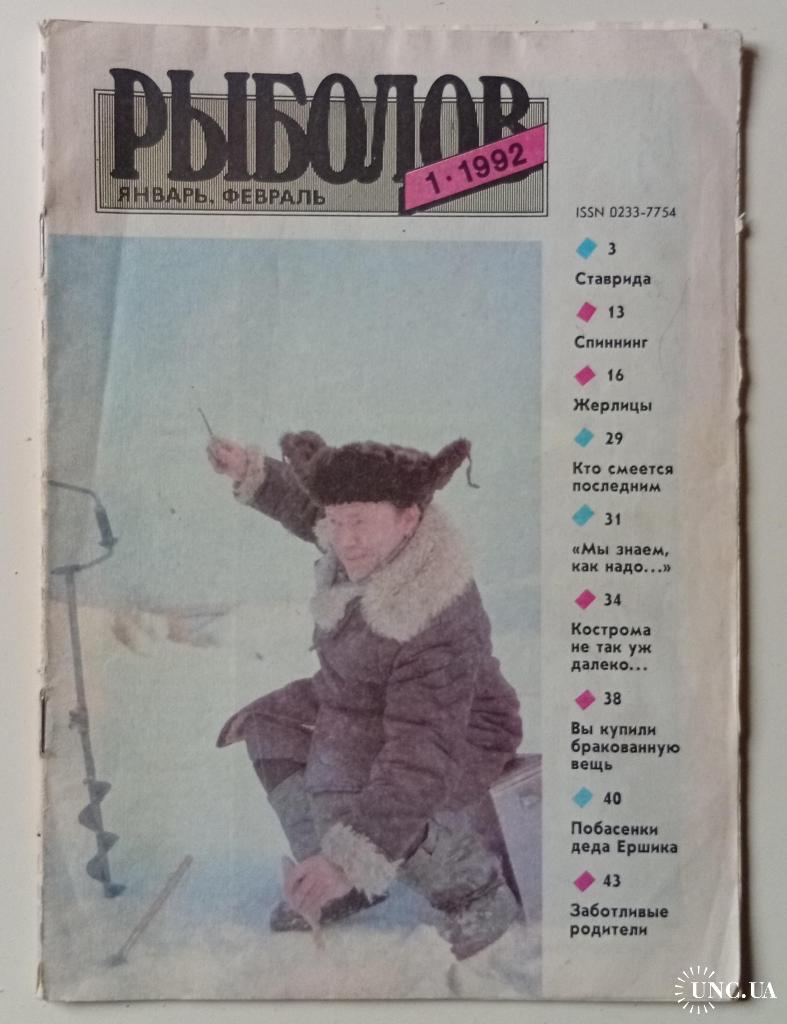 РЫБОЛОВ
1·1992
ЯНВАРЬ, ФЕВРАЛЬ
ISSN 0233-7754
3
Ставрида
13
Спиннинг
16
Жерлицы
29
Кто смеется
последним
31
«Мы знаем,
как надо...»
34
Кострома
не так уж
далеко...
38
Вы купили
бракованную
вещь
40
Побасенки
деда Ершика
43
Заботливые
родители
UNC.UA